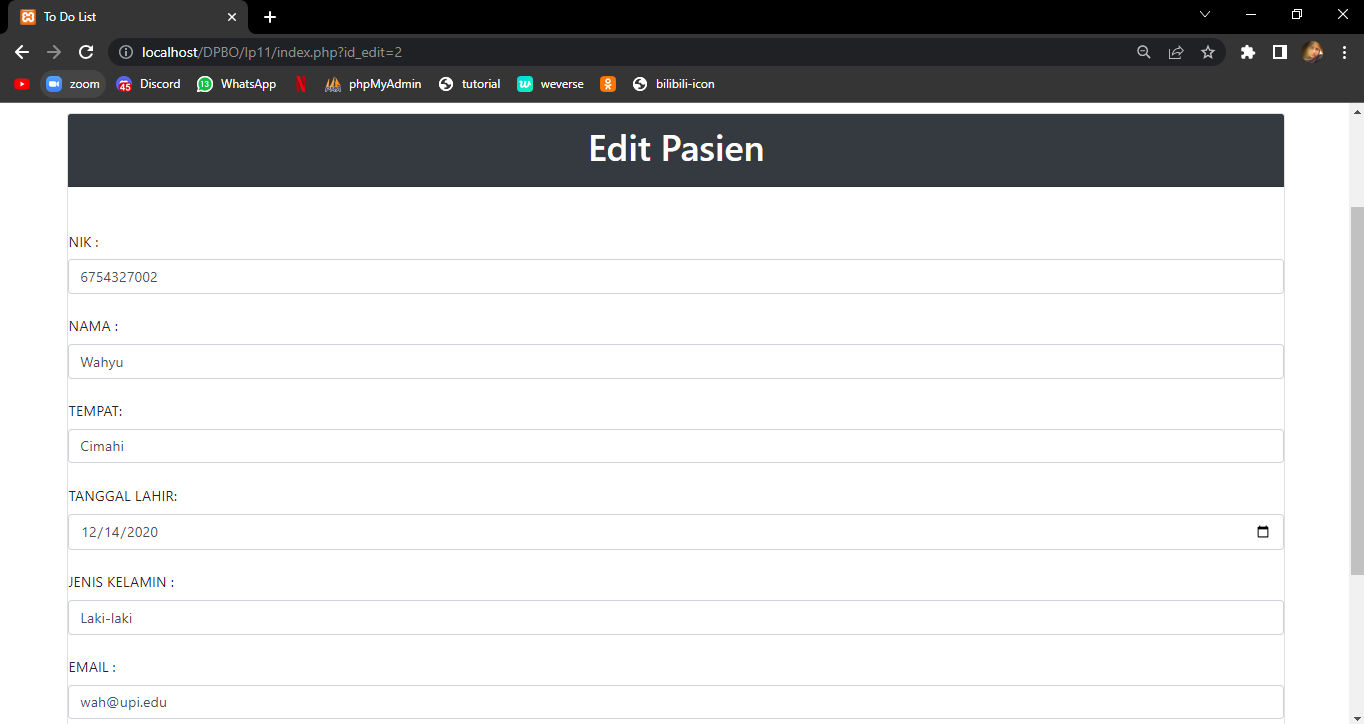 To Do List
localhost/DPBO/lp11/index.php?id_edit=2
zoom 45 Discord 13 WhatsApp N phpMyAdmin tutorial w weverse bilibili-icon
Edit Pasien
NIK :
6754327002
NAMA :
Wahyu
TEMPAT:
Cimahi
TANGGAL LAHIR:
12/14/2020
JENIS KELAMIN :
Laki-laki
EMAIL :
wah@upi.edu